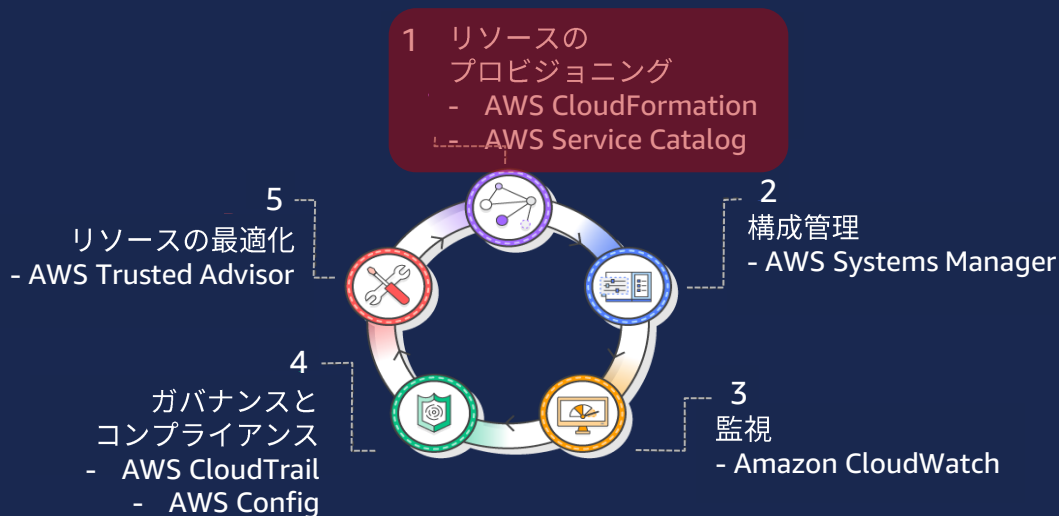 1 リソースの
プロビジョニング
- AWS CloudFormation
- AWS Service Catalog
2
構成管理
- AWS Systems Manager
3
監視
- Amazon CloudWatch
4
ガバナンスと
コンプライアンス
- AWS CloudTrail
- AWS Config
5
リソースの最適化
- AWS Trusted Advisor